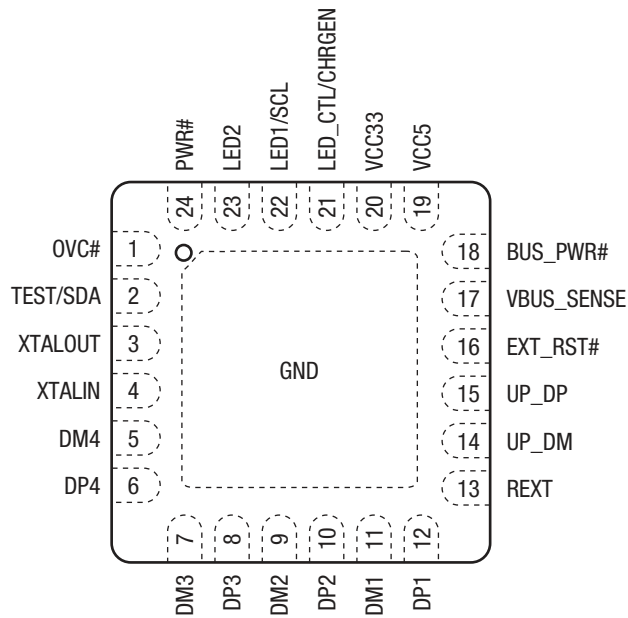 PWR#
LED2
LED1/SCL
LED_CTL/CHRGEN
VCC33
VCC5
24
23
22
21
20
19
OVC# 1
TEST/SDA 2
XTALOUT 3
XTALIN 4
DM4 5
DP4 6
GND
18 BUS_PWR#
17 VBUS_SENSE
16 EXT_RST#
15 UP_DP
14 UP_DM
13 REXT
7
8
9
10
11
12
DM3
DP3
DM2
DP2
DM1
DP1